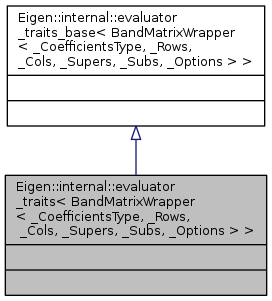 Eigen::internal::evaluator
_traits_base< BandMatrixWrapper
< _CoefficientsType, _Rows,
_Cols, _Supers, _Subs, _Options > >
Eigen::internal::evaluator
_traits< BandMatrixWrapper
< _CoefficientsType, _Rows,
_Cols, _Supers, _Subs, _Options > >